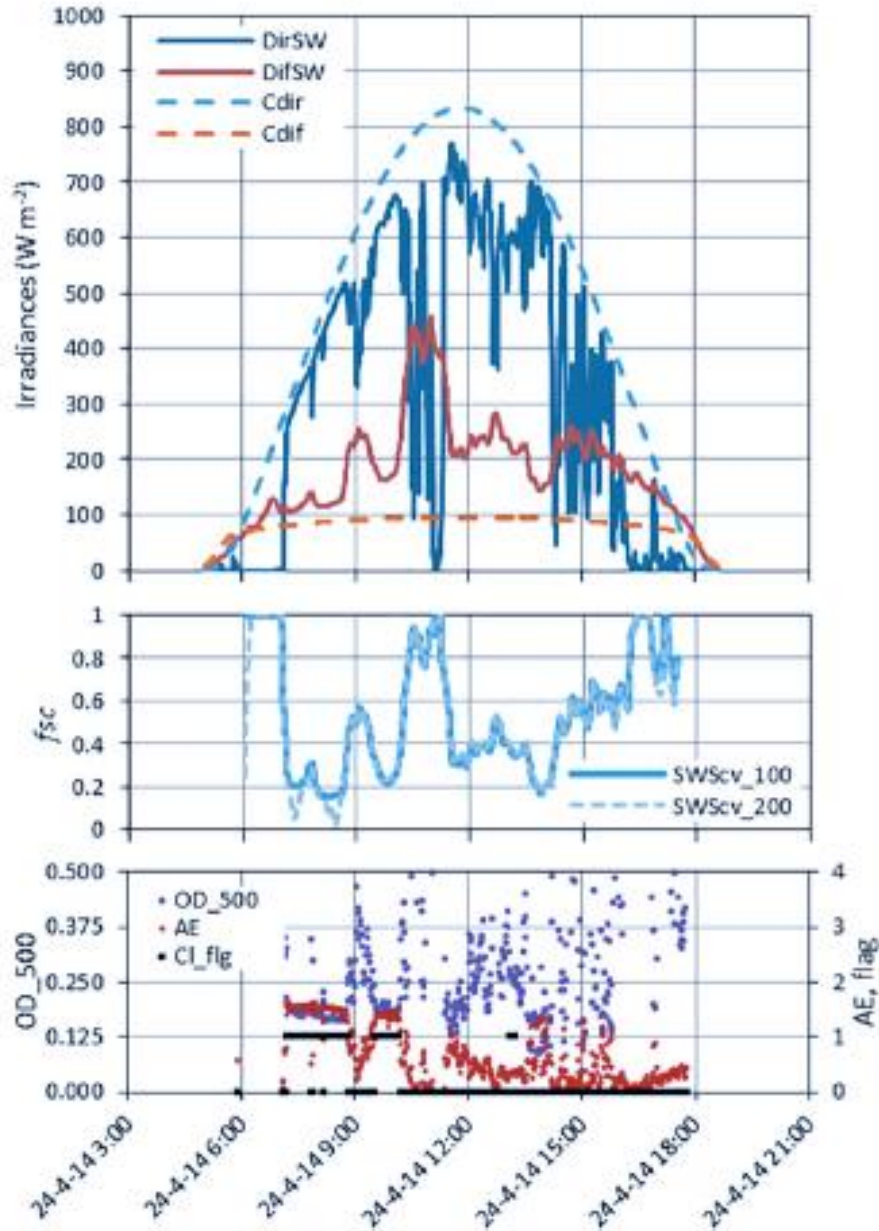 1000
900
800
700
600
500
400
300
200
100
0
Irradiances (W m⁻²)
DirSW
DifSW
Cdir
Cdif
1
0.8
0.6
0.4
0.2
0
fsc
SWScv_100
SWScv_200
0.500
0.375
0.250
0.125
0.000
OD_500
OD_500
AE
Cl_flg
4
3
2
1
0
AE, flag
24-4-14 3:00
24-4-14 6:00
24-4-14 9:00
24-4-14 12:00
24-4-14 15:00
24-4-14 18:00
24-4-14 21:00